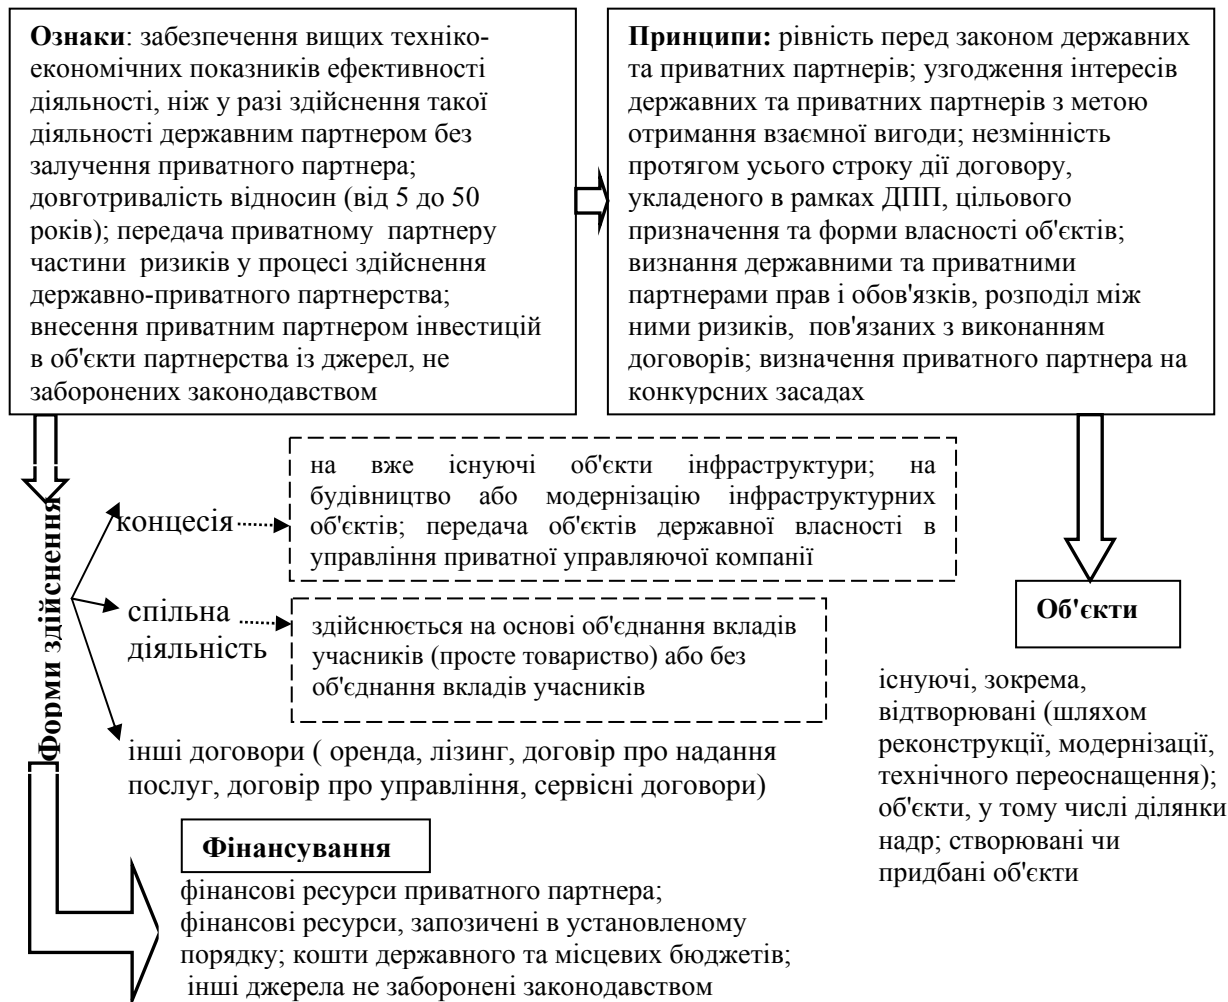 Ознаки: забезпечення вищих техніко-
економічних показників ефективності
діяльності, ніж у разі здійснення такої
діяльності державним партнером без
залучення приватного партнера;
довготривалість відносин (від 5 до 50
років); передача приватному партнеру
частини ризиків у процесі здійснення
державно-приватного партнерства;
внесення приватним партнером інвестицій
в об'єкти партнерства із джерел, не
заборонених законодавством
Принципи: рівність перед законом державних
та приватних партнерів; узгодження інтересів
державних та приватних партнерів з метою
отримання взаємної вигоди; незмінність
протягом усього строку дії договору,
укладеного в рамках ДПП, цільового
призначення та форми власності об'єктів;
визнання державними та приватними
партнерами прав і обов'язків, розподіл між
ними ризиків, пов'язаних з виконанням
договорів; визначення приватного партнера на
конкурсних засадах
Форми здійснення
концесія
на вже існуючі об'єкти інфраструктури; на
будівництво або модернізацію інфраструктурних
об'єктів; передача об'єктів державної власності в
управління приватної управляючої компанії
спільна
діяльність
здійснюється на основі об'єднання вкладів
учасників (просте товариство) або без
об'єднання вкладів учасників
інші договори ( оренда, лізинг, договір про надання
послуг, договір про управління, сервісні договори)
Об'єкти
існуючі, зокрема,
відтворювані (шляхом
реконструкції, модернізації,
технічного переоснащення);
об'єкти, у тому числі ділянки
надр; створювані чи
придбані об'єкти
Фінансування
фінансові ресурси приватного партнера;
фінансові ресурси, запозичені в установленому
порядку; кошти державного та місцевих бюджетів;
інші джерела не заборонені законодавством